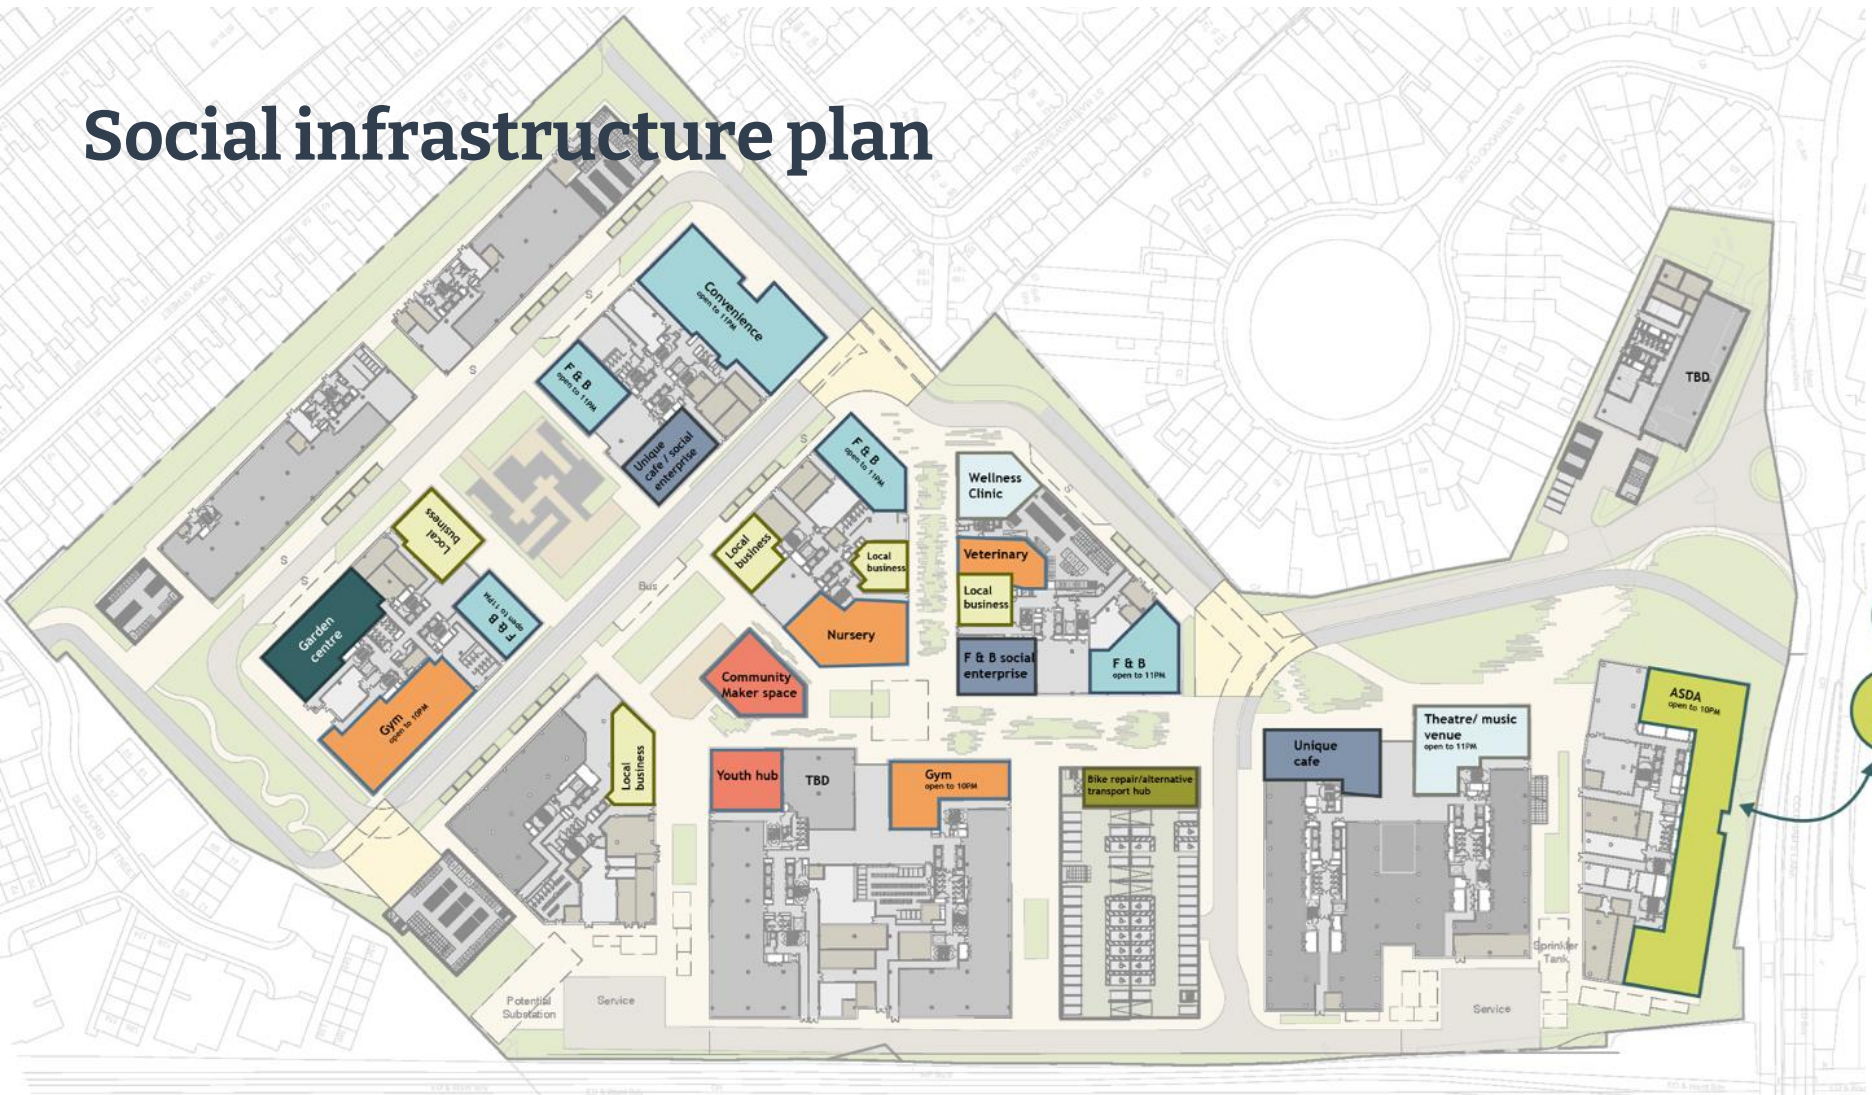 Social infrastructure plan
Convenience
open to 11PM
F & B
open to 11PM
Unique
cafe / social
enterprise
F & B
open to 11PM
Wellness
Clinic
TBD
Local
business
Local
business
Local
business
Veterinary
Local
business
F & B
open to 11PM
Garden
centre
Nursery
F & B social
enterprise
F & B
open to 11PM
Community
Maker space
Gym
open to 10PM
Local
business
Youth hub
TBD
Gym
open to 10PM
Bike repair/alternative
transport hub
Unique
cafe
Theatre/ music
venue
open to 11PM
ASDA
open to 10PM
S
S
S
S
S
S
Bus
Potential
Substation
Service
Sprinkler
Tank
Service